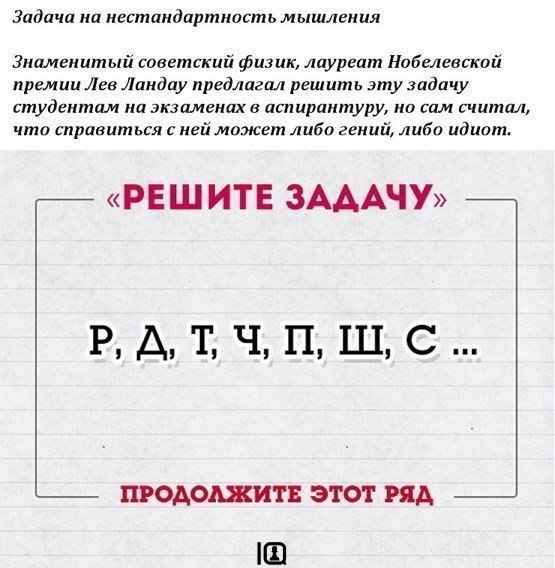 Задача на нестандартность мышления
Знаменитый советский физик, лауреат Нобелевской
премии Лев Ландау предлагал решить эту задачу
студентам на экзаменах в аспирантуру, но сам считал,
что справиться с ней может либо гений, либо идиот.
«РЕШИТЕ ЗАДАЧУ»
Р, Д, Т, Ч, П, Ш, С ...
ПРОДОЛЖИТЕ ЭТОТ РЯД
IQ